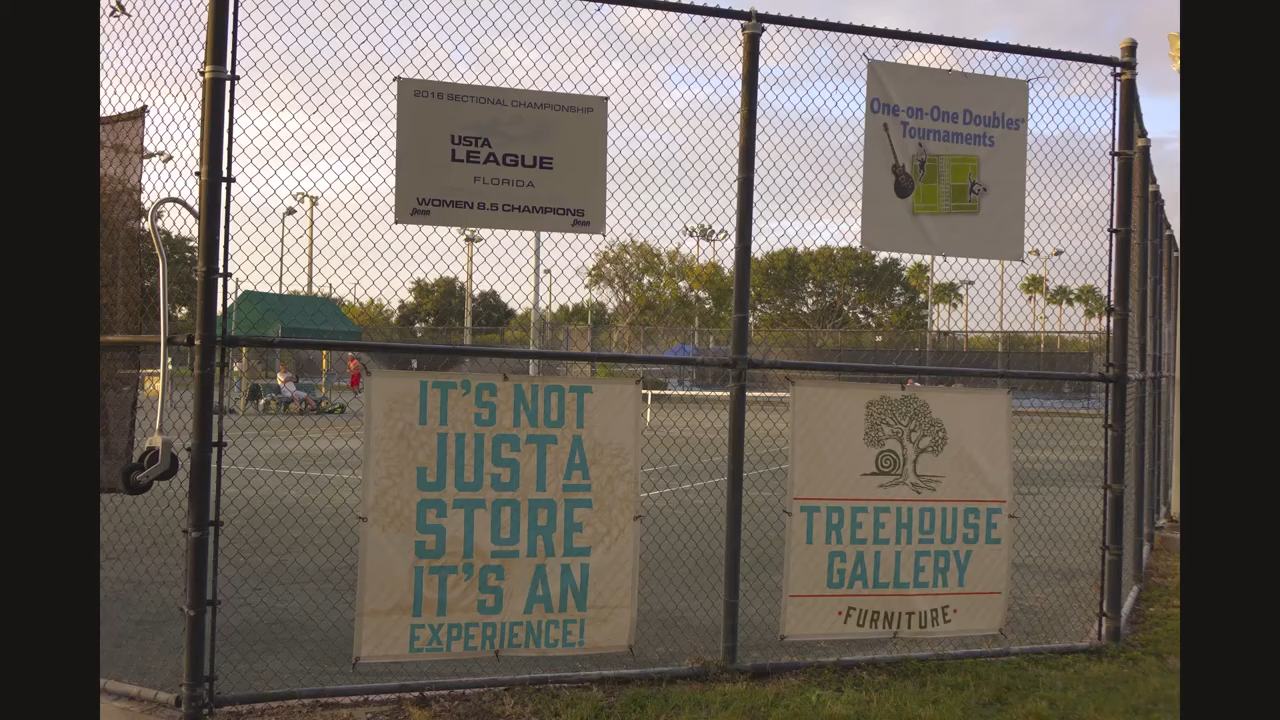 2016 SECTIONAL CHAMPIONSHIP
USTA
LEAGUE
FLORIDA
WOMEN 8.5 CHAMPIONS
Penn Penn
One-on-One Doubles®
Tournaments
IT'S NOT
JUST A
STORE
IT'S AN
EXPERIENCE!
TREEHOUSE
GALLERY
•FURNITURE•